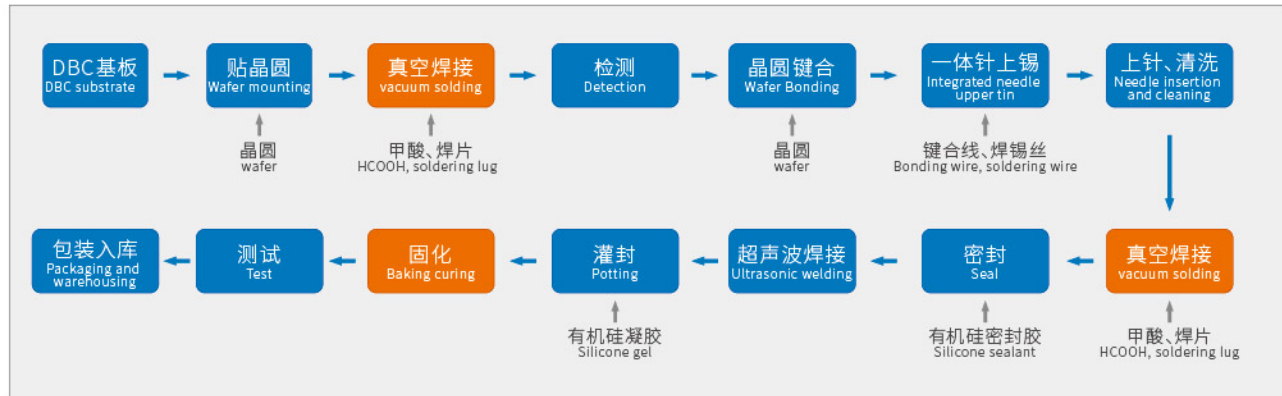 DBC基板
DBC substrate
贴晶圆
Wafer mounting
真空焊接
vacuum solding
检测
Detection
晶圆键合
Wafer Bonding
一体针上锡
Integrated needle
upper tin
上针、清洗
Needle insertion
and cleaning
晶圆
wafer
甲酸、焊片
HCOOH, soldering lug
晶圆
wafer
键合线、焊锡丝
Bonding wire, soldering wire
包装入库
Packaging and
warehousing
测试
Test
固化
Baking curing
灌封
Potting
超声波焊接
Ultrasonic welding
密封
Seal
真空焊接
vacuum solding
有机硅凝胶
Silicone gel
有机硅密封胶
Silicone sealant
甲酸、焊片
HCOOH, soldering lug